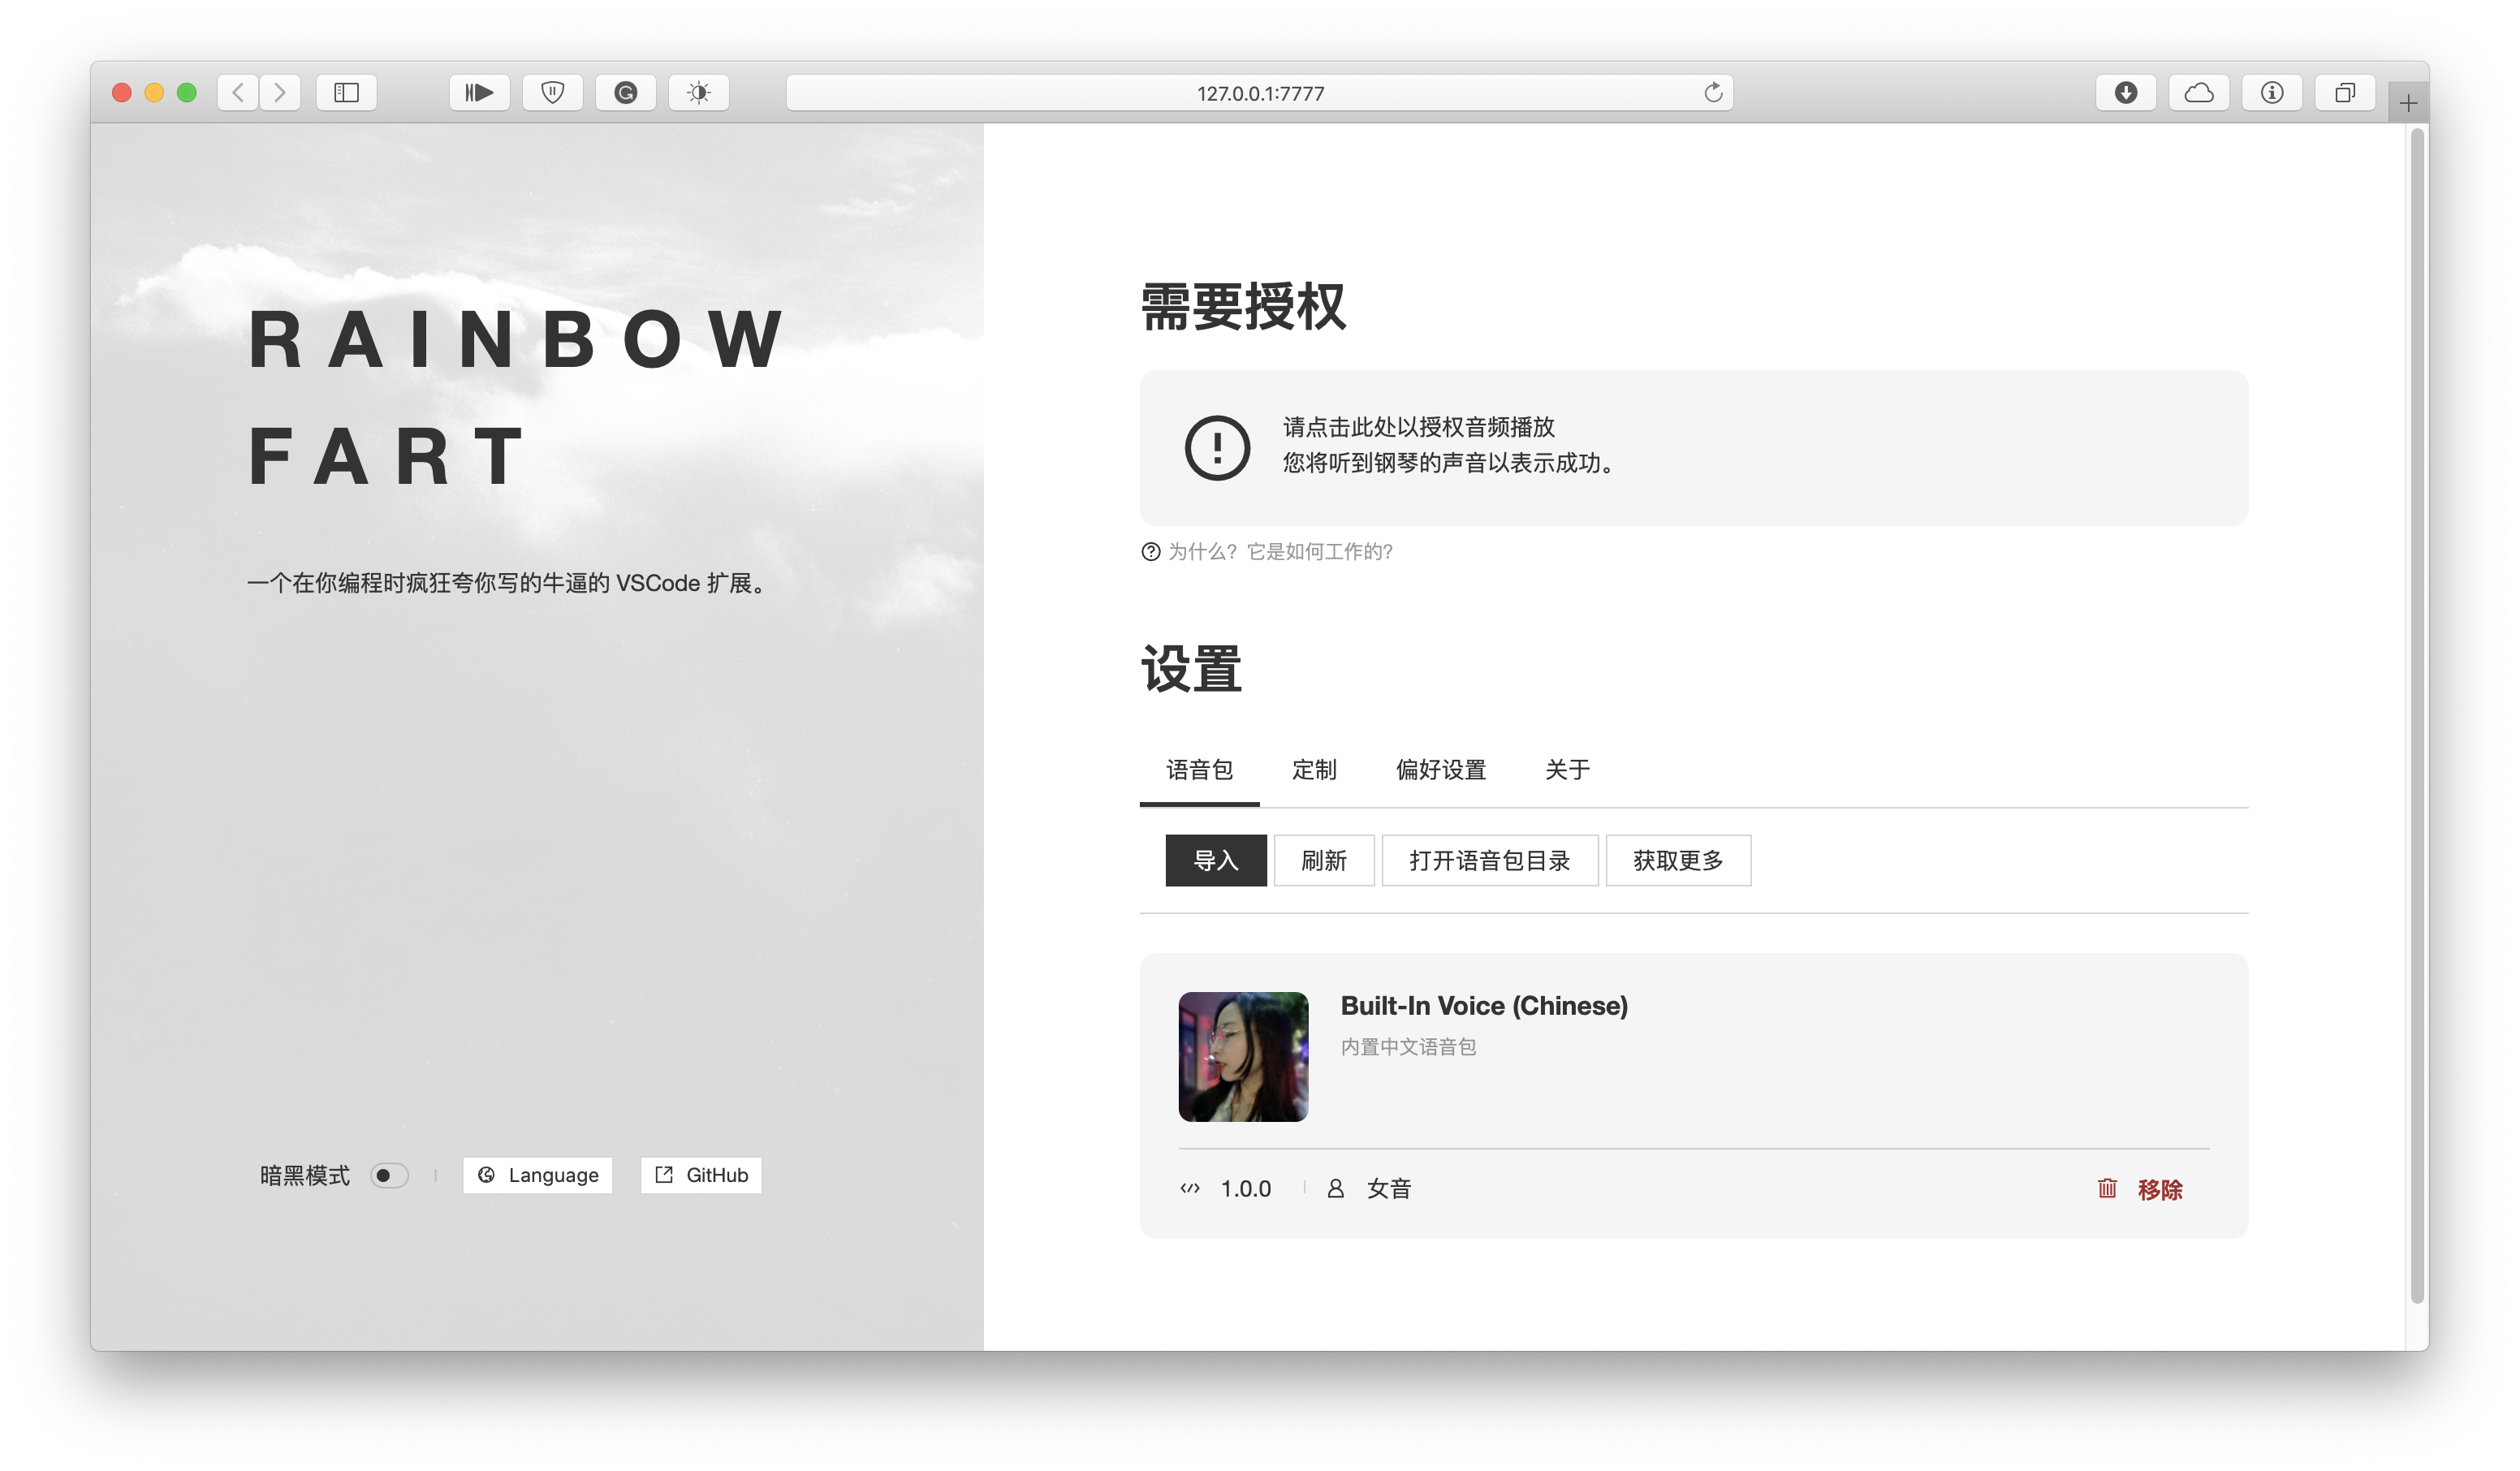 127.0.0.1:7777
RAINBOW
FART
一个在你编程时疯狂夸你写的牛逼的 VSCode 扩展。
暗黑模式
Language
GitHub
需要授权
请点击此处以授权音频播放
您将听到钢琴的声音以表示成功。
为什么? 它是如何工作的?
设置
语音包 定制 偏好设置 关于
导入 刷新 打开语音包目录 获取更多
Built-In Voice (Chinese)
内置中文语音包
1.0.0 女音 移除